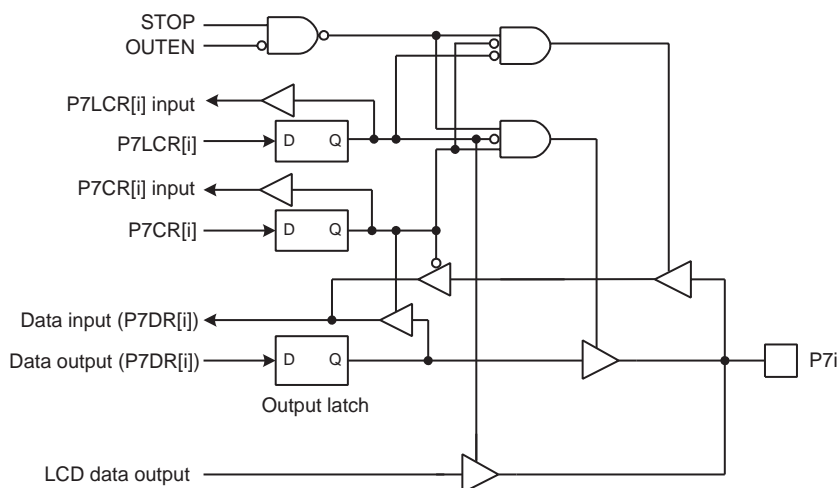 STOP
OUTEN
P7LCR[i] input
P7LCR[i]
D Q
P7CR[i] input
P7CR[i]
D Q
Data input (P7DR[i])
Data output (P7DR[i])
D Q
P7i
Output latch
LCD data output